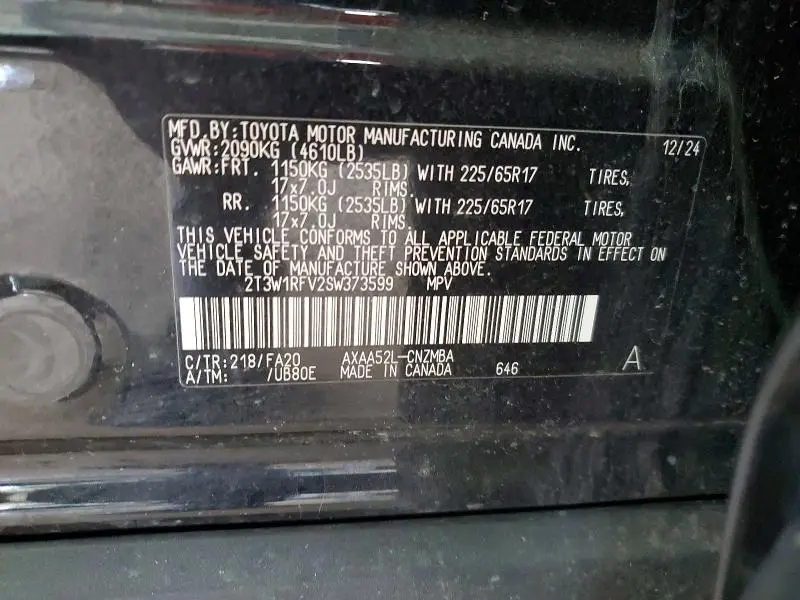 MFD.BY:TOYOTA MOTOR MANUFACTURING CANADA INC. 12/24
GVWR:2090KG (4610LB)
GAWR:FRT. 1150KG (2535LB) WITH 225/65R17 TIRES,
17x7.0J RIMS.
RR. 1150KG (2535LB) WITH 225/65R17 TIRES,
17x7.0J RIMS.
THIS VEHICLE CONFORMS TO ALL APPLICABLE FEDERAL MOTOR
VEHICLE SAFETY AND THEFT PREVENTION STANDARDS IN EFFECT ON
THE DATE OF MANUFACTURE SHOWN ABOVE.
2T3W1RFV2SW373599 MPV
C/TR:218/FA20 AXAA52L-CNZMBA
A/TM: /UB80E MADE IN CANADA 646 A